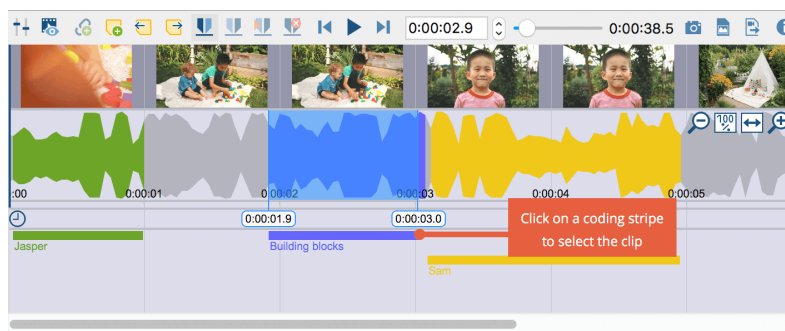 0:00:02.9
0:00:38.5
100
%
:00
0:00:01
0:00:02
0:00:03
0:00:04
0:00:05
0:00:01.9
0:00:03.0
Click on a coding stripe
to select the clip
Jasper
Building blocks
Sam